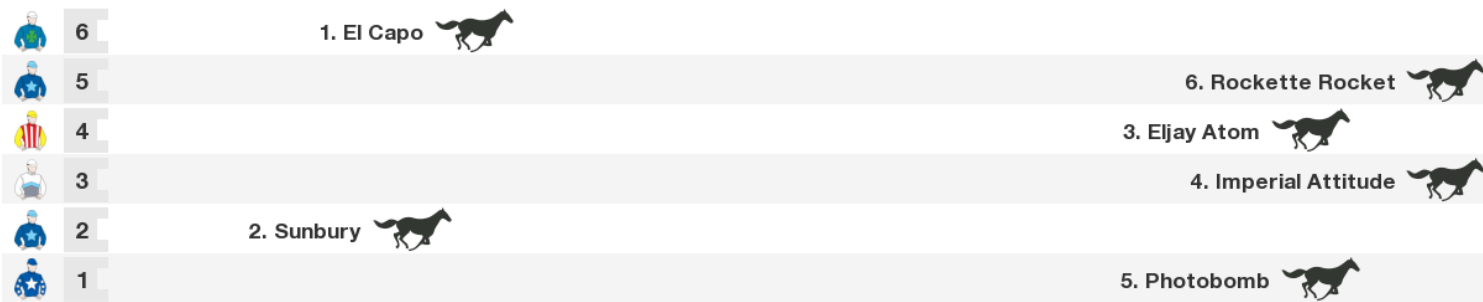 6 1. El Capo
5 6. Rockette Rocket
4 3. Eljay Atom
3 4. Imperial Attitude
2 2. Sunbury
1 5. Photobomb